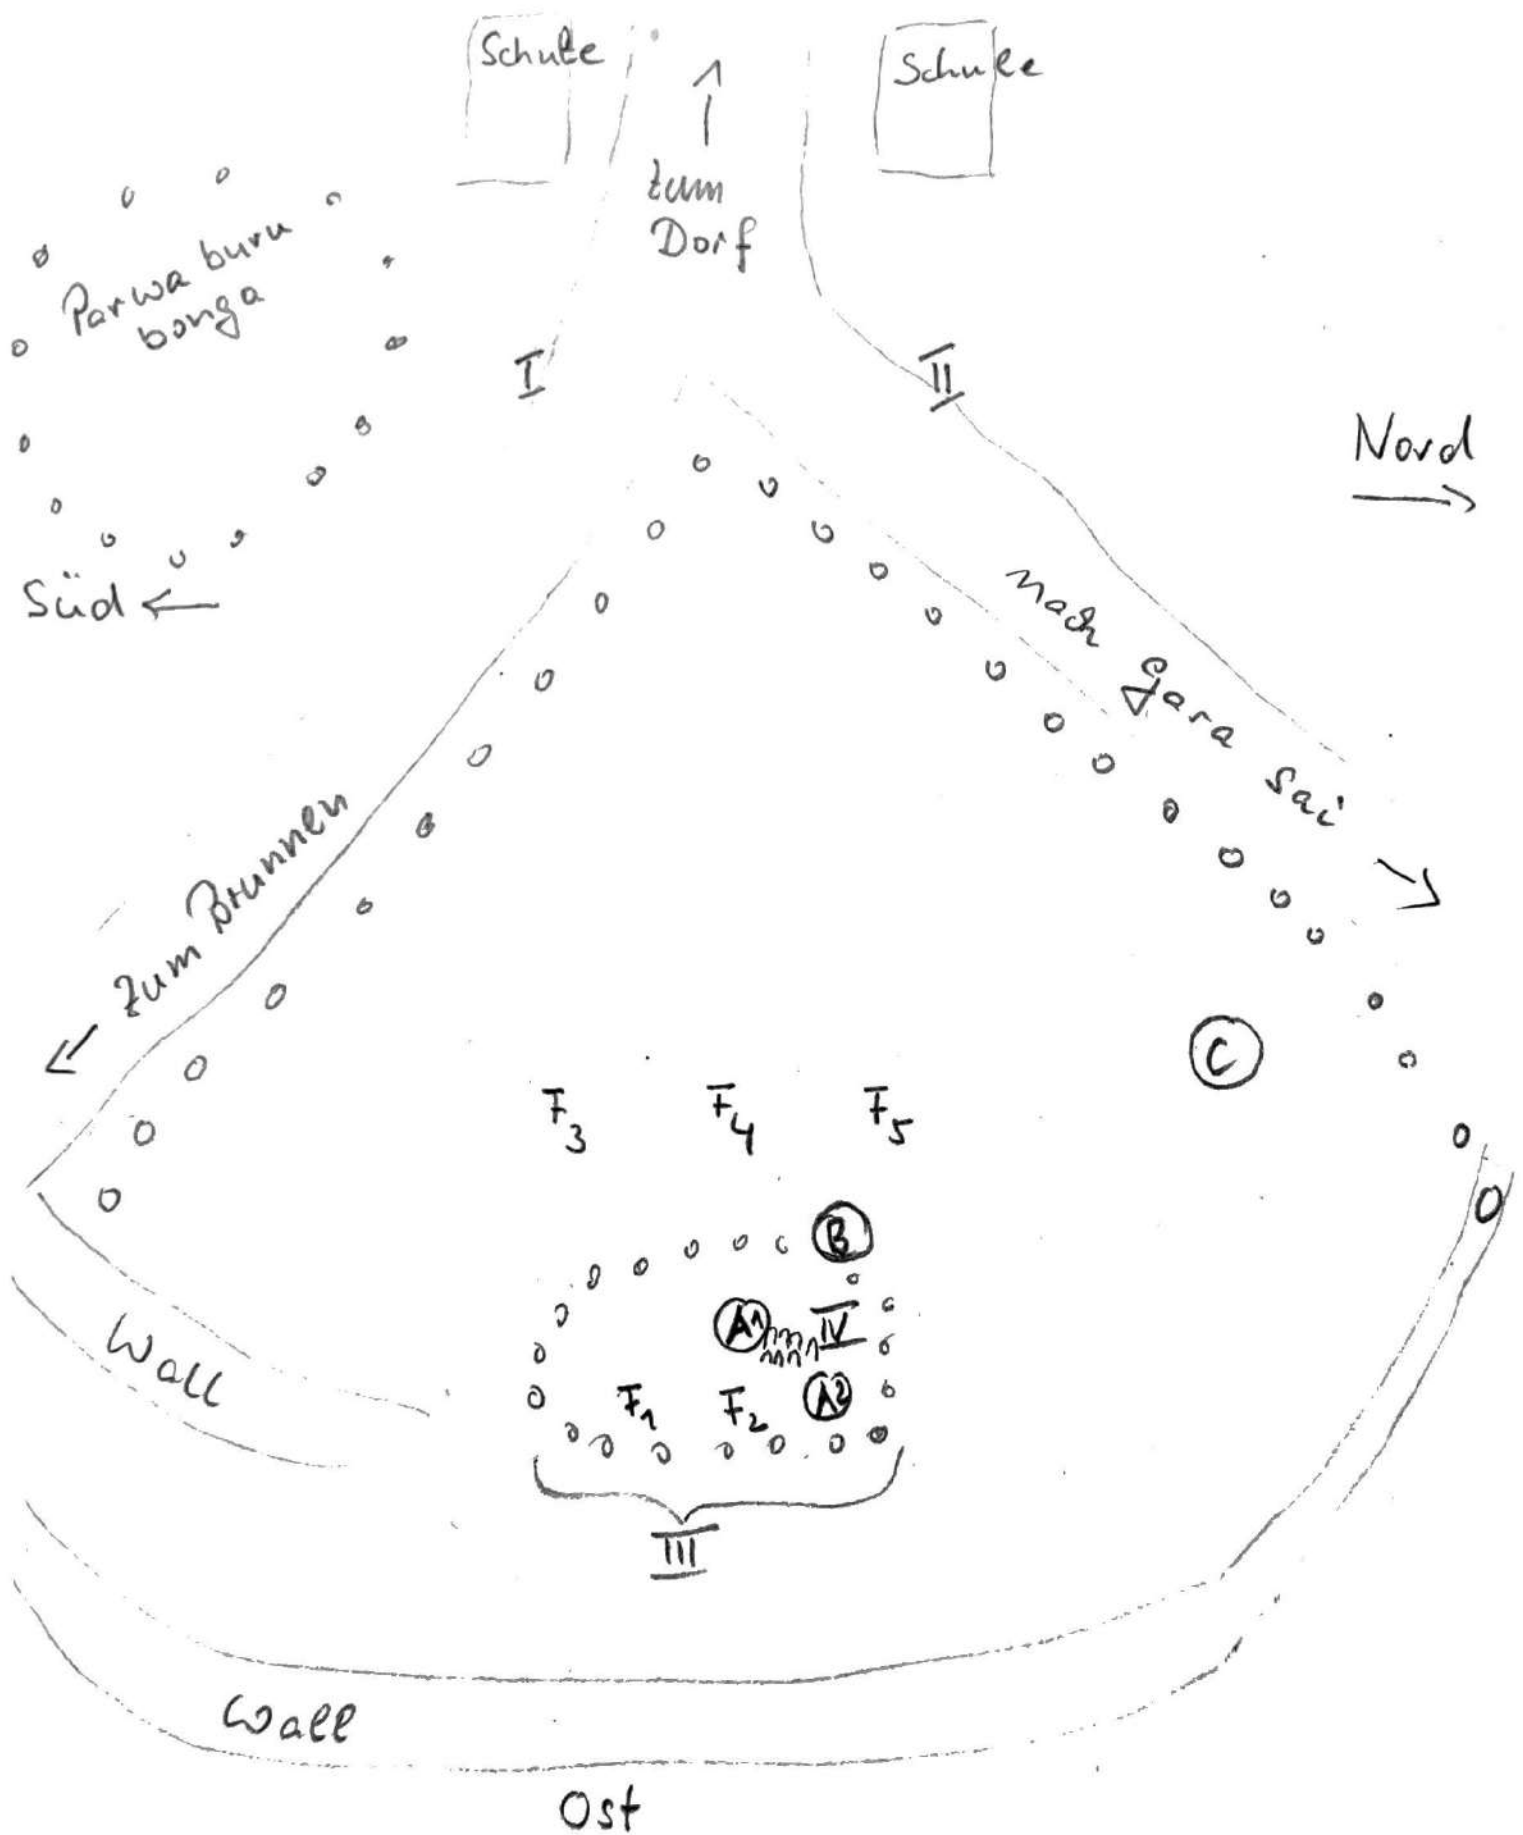 Schule
Schule
zum
Dorf
Parwa buru
bonga
I
II
Nord
Süd
nach Gara Sai
zum Brunnen
C
F3
F4
F5
B
A1
IV
Wall
F1
F2
A2
III
Wall
Ost